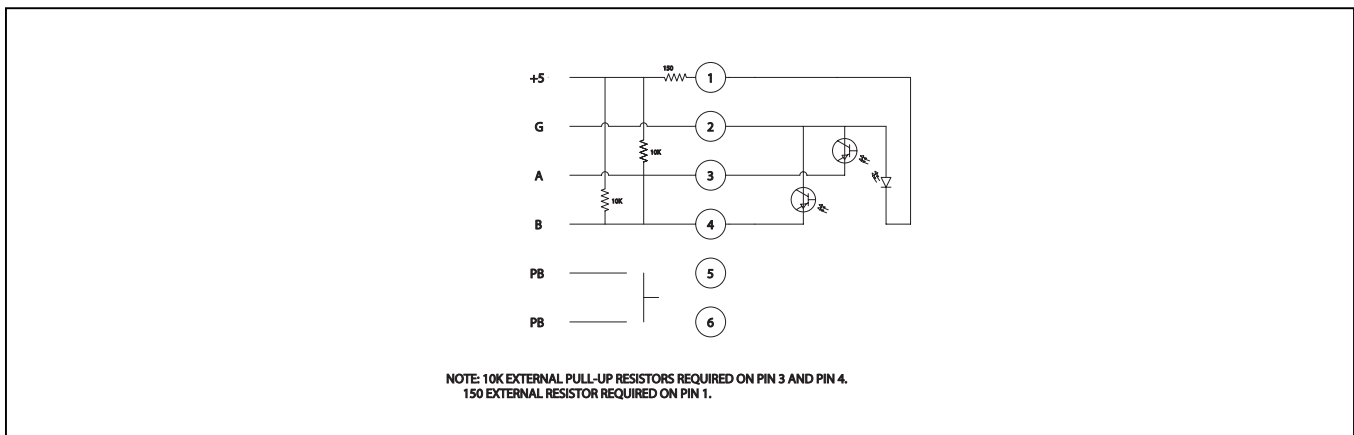 150
+5 1
G 2
10K
A 3
10K
B 4
PB 5
PB 6
NOTE: 10K EXTERNAL PULL-UP RESISTORS REQUIRED ON PIN 3 AND PIN 4.
150 EXTERNAL RESISTOR REQUIRED ON PIN 1.